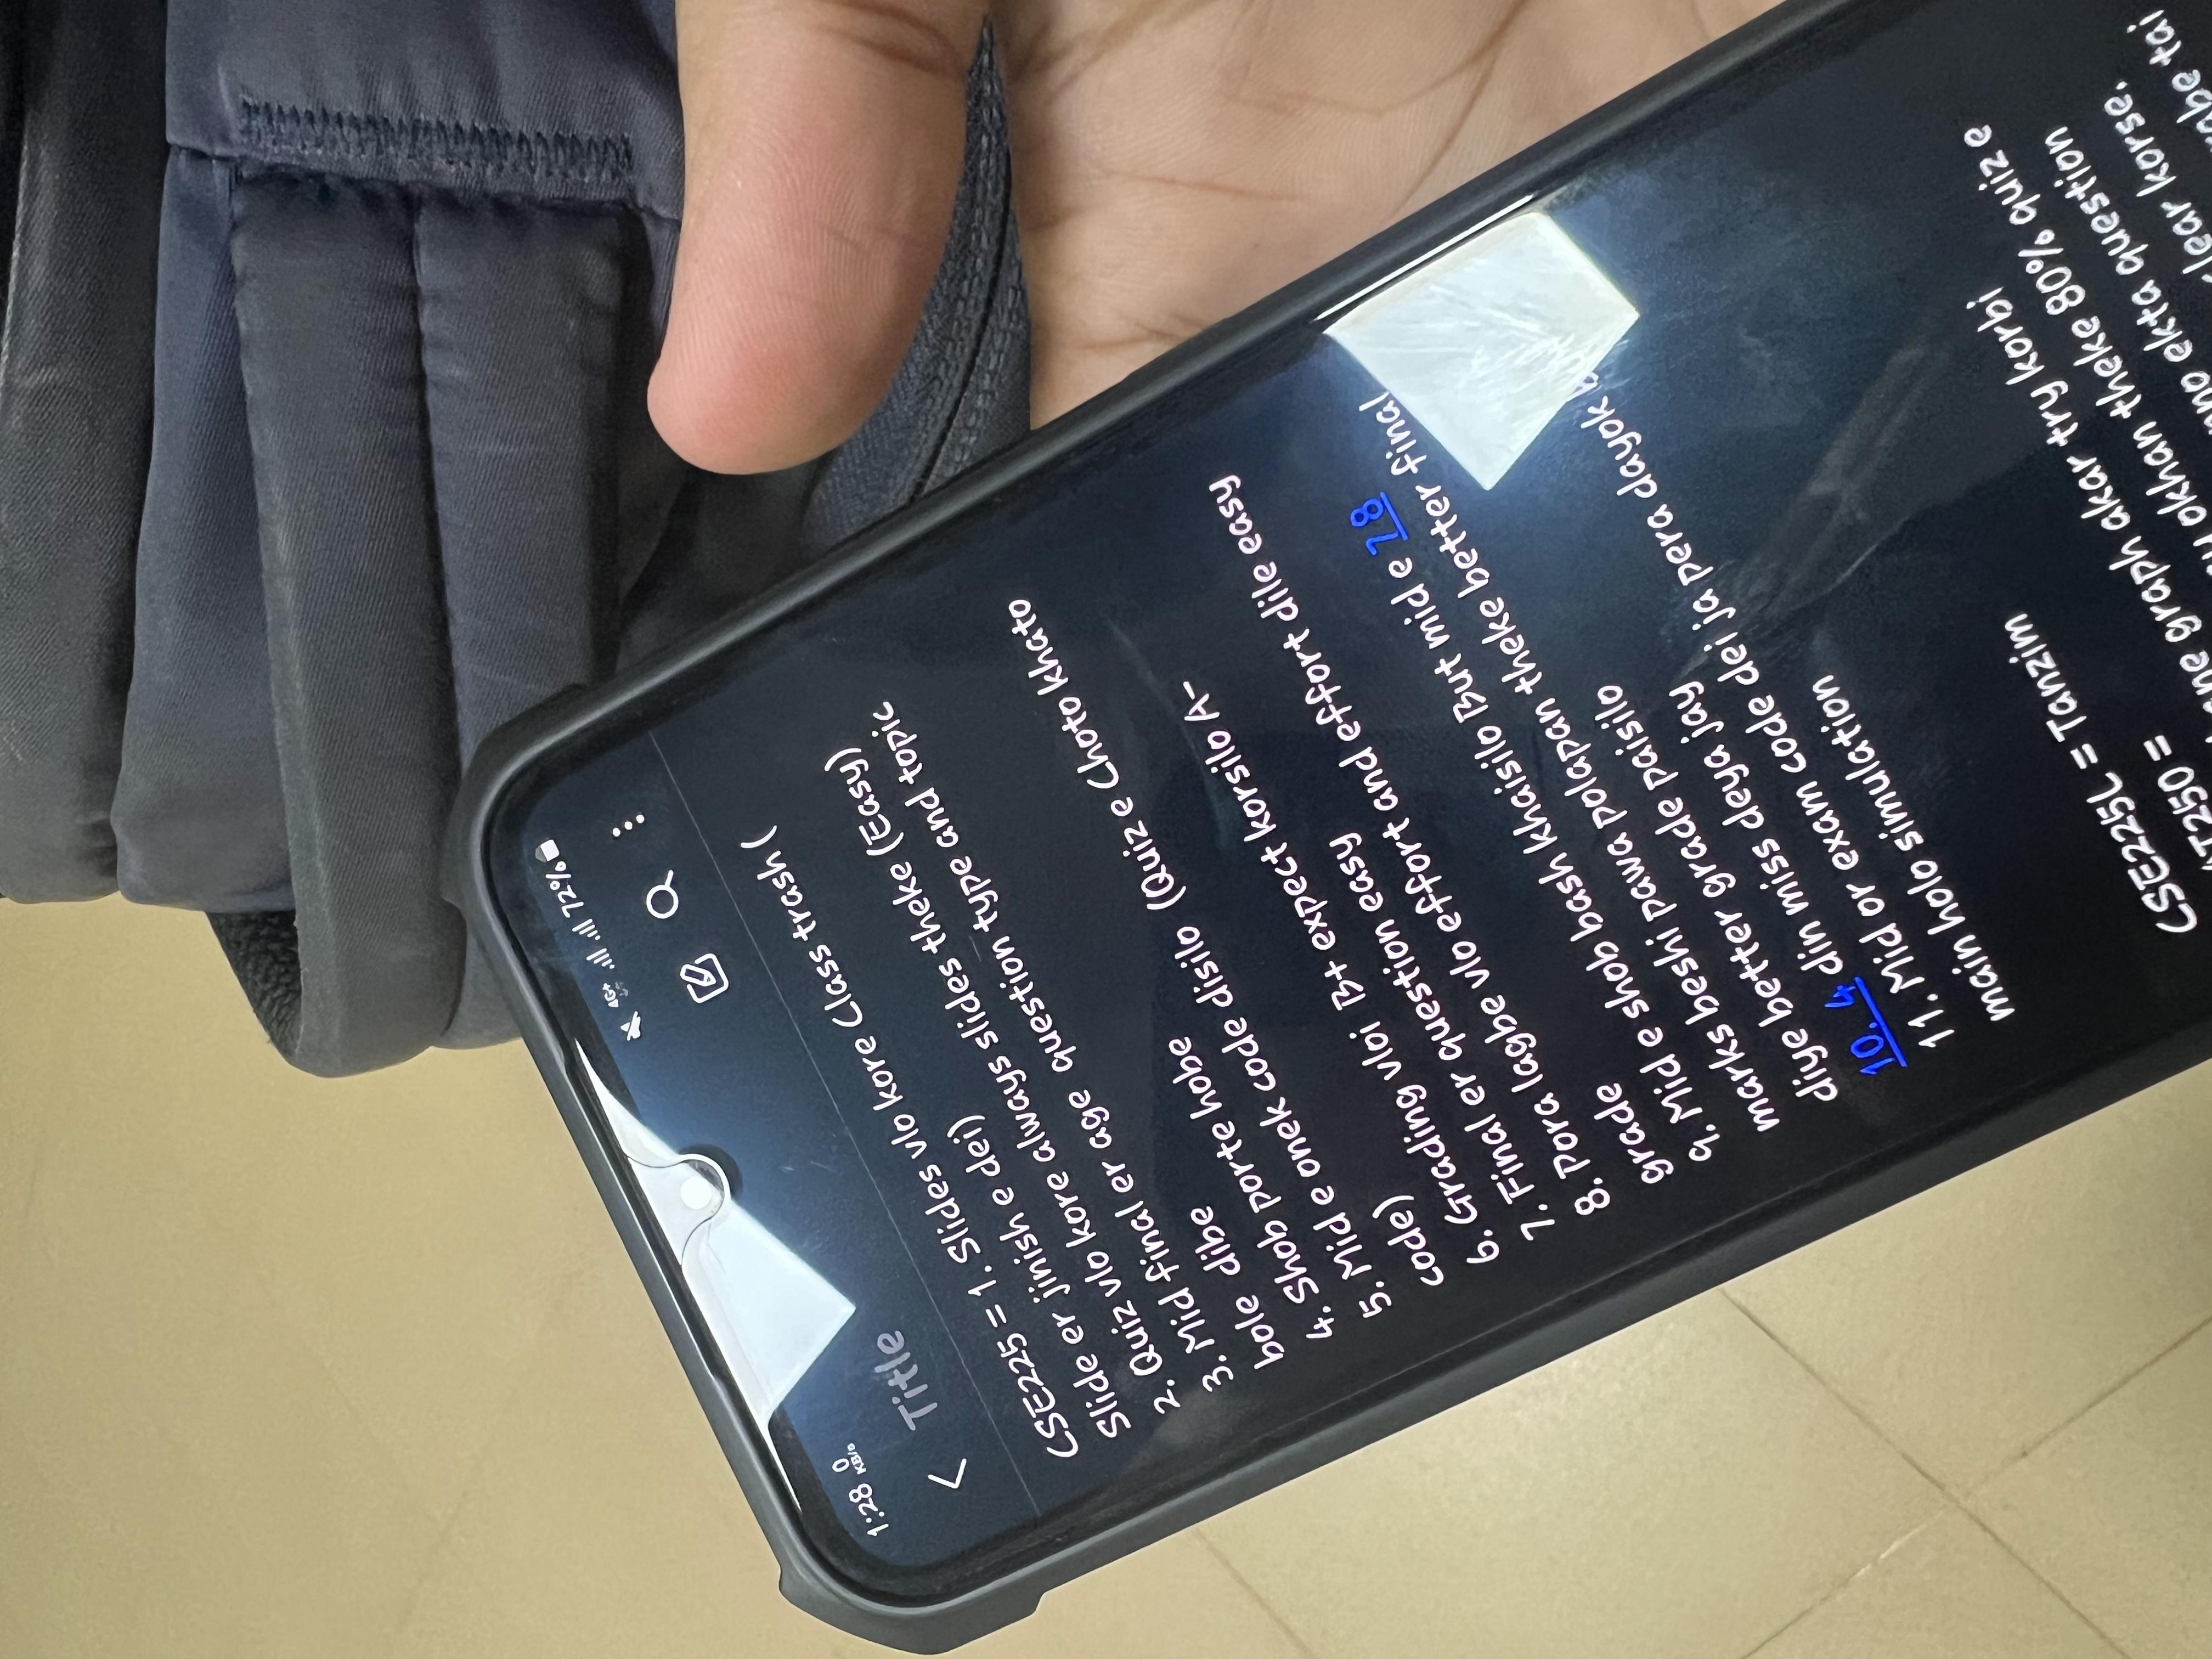 1:28 0 KB/s 4G+ 72%
Title
CSE225 = 1. Slides vlo kore Class trash (
Slide er jinish e dei)
2. Quiz vlo kore always slides theke (Easy)
3. Mid final er age question type and topic
bole dibe
4. Shob porte hobe
5. Mid e onek code disilo (Quiz e Choto khato
code)
6. Grading vloi B+ expect korsilo A-
7. Final er question easy
8. Pora lagbe vlo effort and effort dile easy
grade
9. Mid e shob bash khaisilo But mid e 78
marks beshi pawa polapan theke better final
diye better grade paisilo
10. 4 din miss deya jay
11. Mid or exam code dei ja pera dayok
main holo simulation
CSE225L = Tanzim
=
graph akar try korbi
okhan theke 80% quiz e
ekta question
korse.
tai